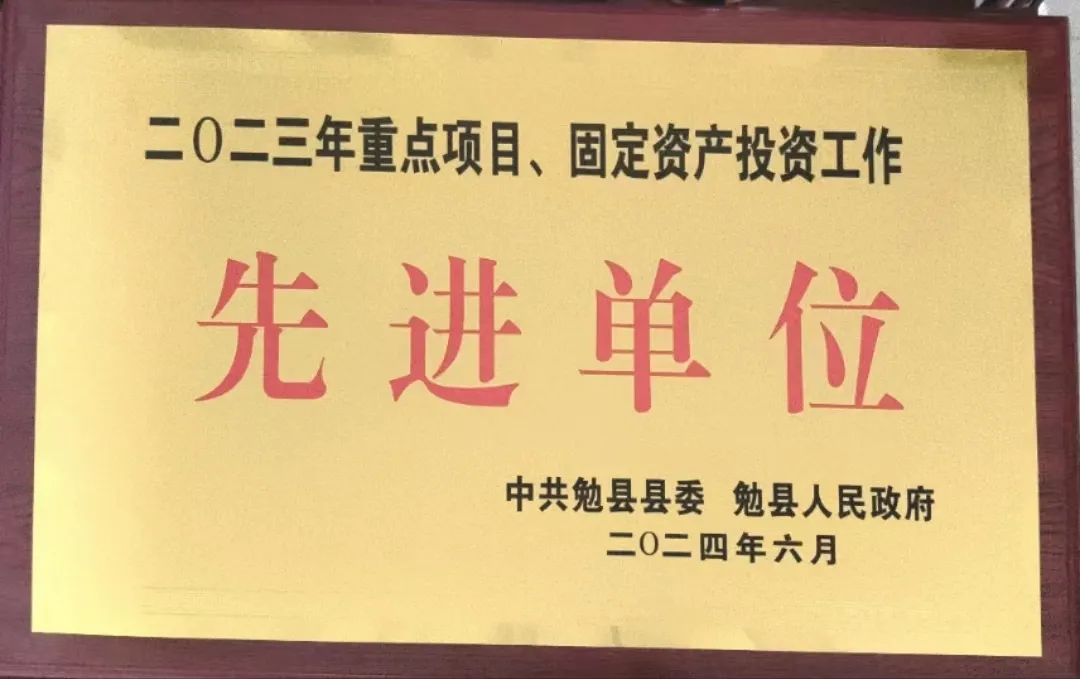 二〇二三年重点项目、固定资产投资工作
先进单位
中共勉县县委 勉县人民政府
二〇二四年六月